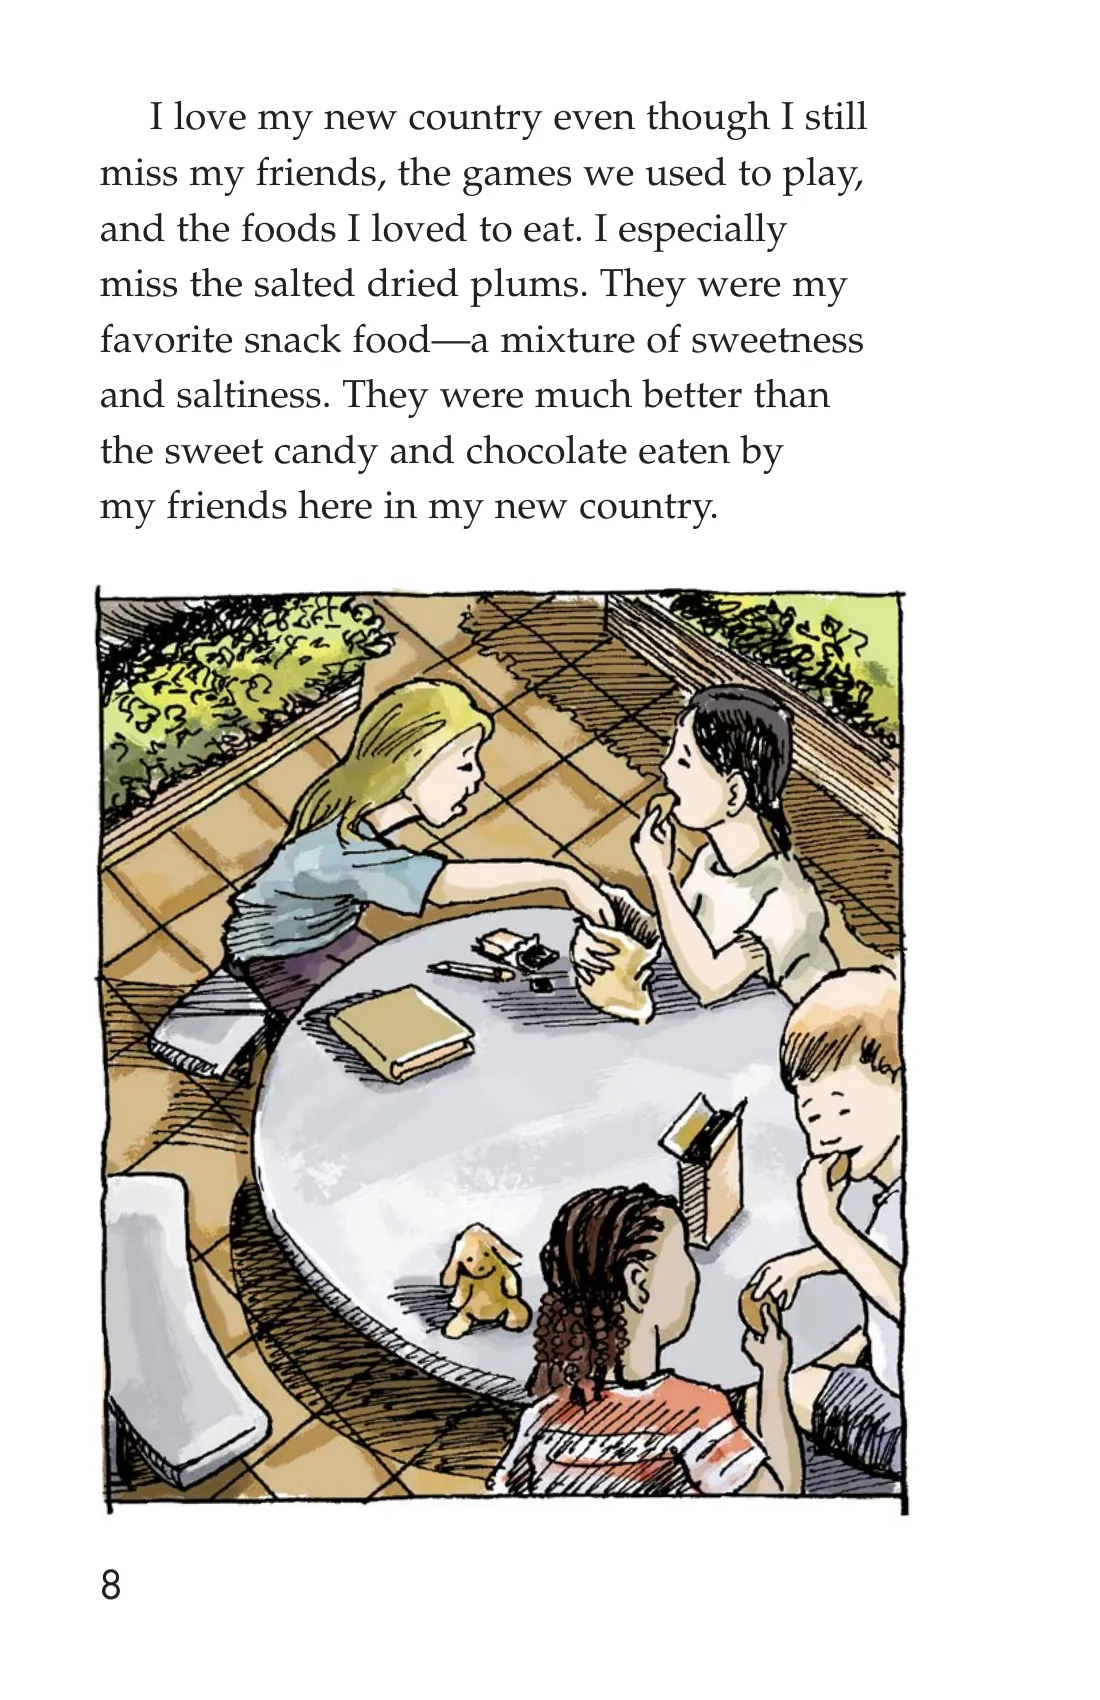 I love my new country even though I still
miss my friends, the games we used to play,
and the foods I loved to eat. I especially
miss the salted dried plums. They were my
favorite snack food—a mixture of sweetness
and saltiness. They were much better than
the sweet candy and chocolate eaten by
my friends here in my new country.
8